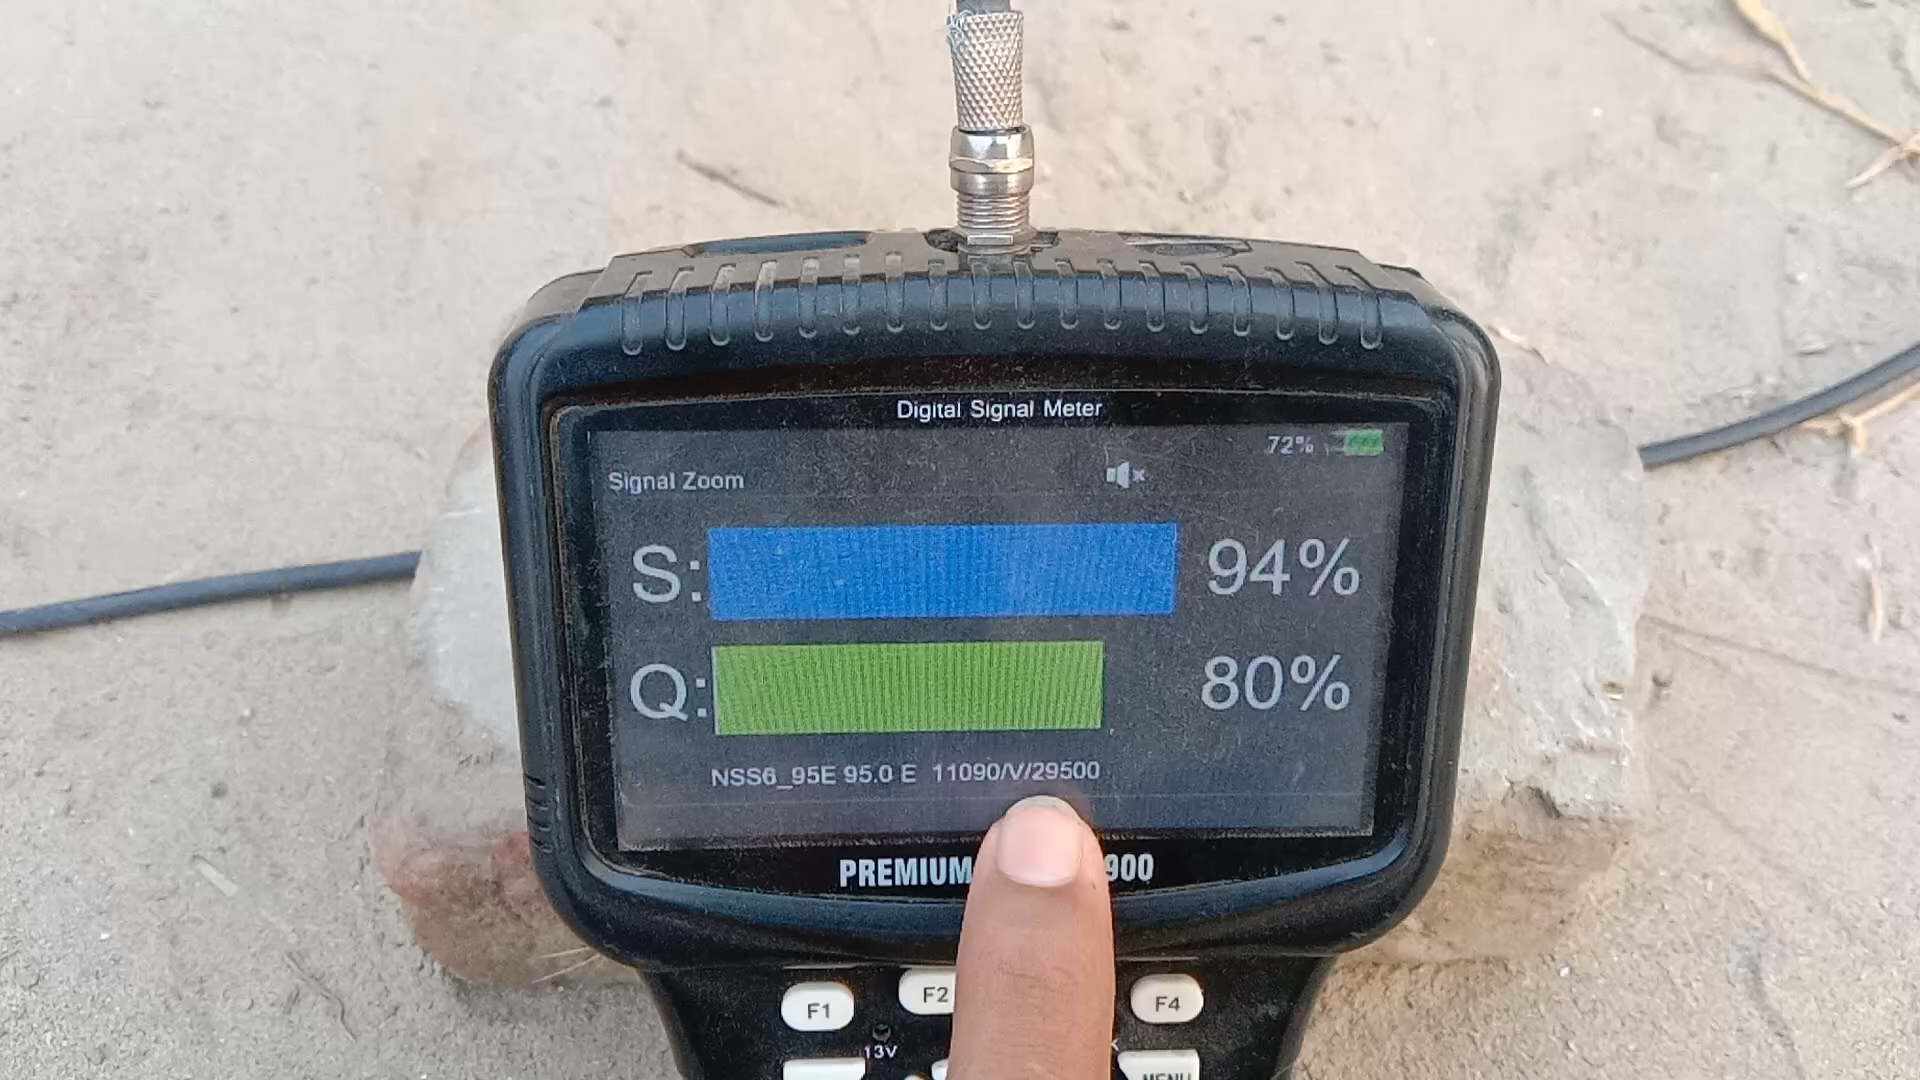 Digital Signal Meter
72%
Signal Zoom
S: 94%
Q: 80%
NSS6_95E 95.0 E 11090/V/29500
PREMIUM 900
F1 F2 F4
13V
MENU